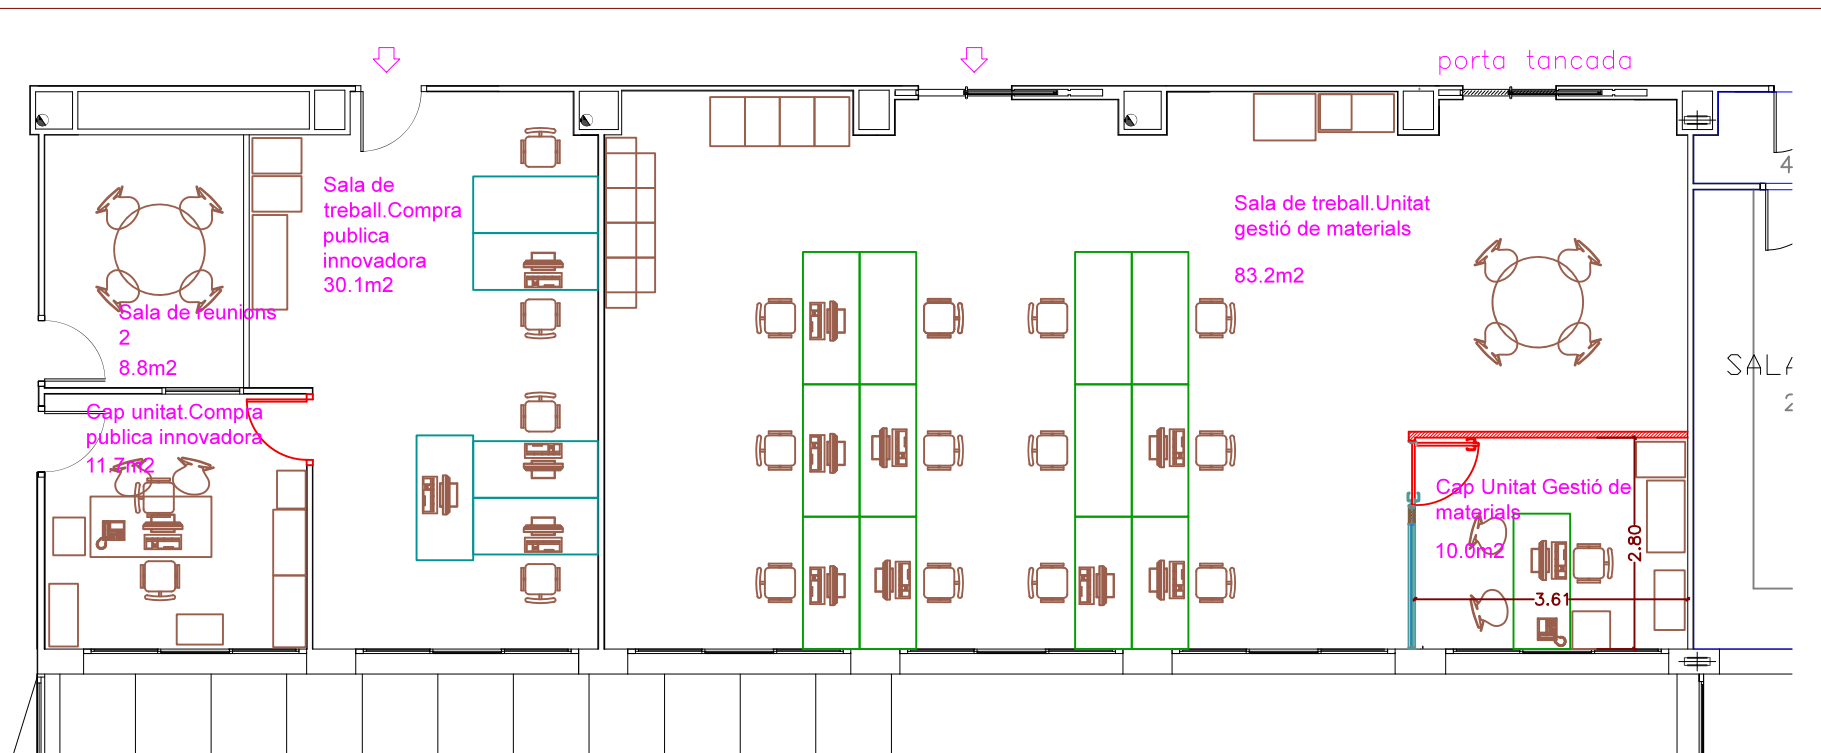 porta tancada
Sala de
treball.Compra
publica
innovadora
30.1m2
Sala de treball.Unitat
gestió de materials
83.2m2
Sala de reunions
2
8.8m2
Cap unitat.Compra
publica innovadora
11.7m2
Cap Unitat Gestió de
materials
10.0m2
2.80
3.61
4
SALA
2